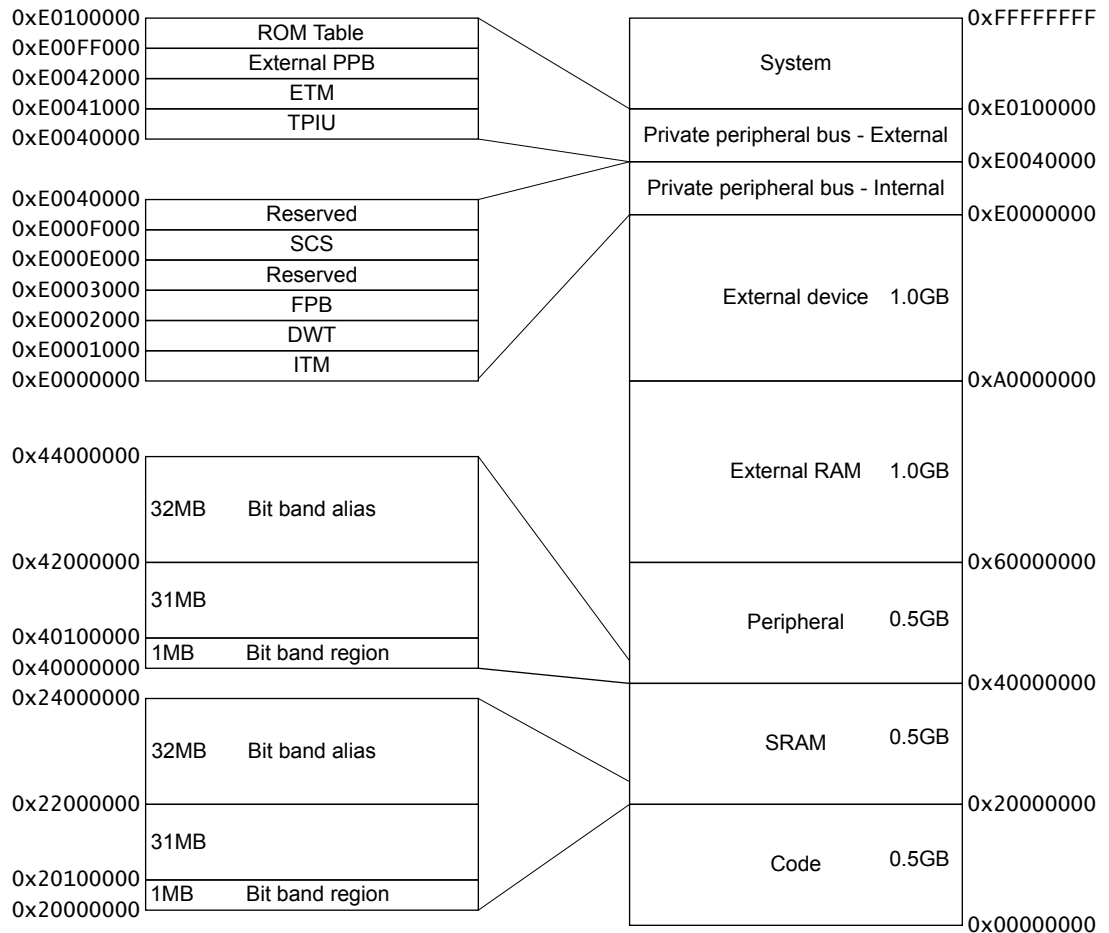 0xE0100000
ROM Table
0xE00FF000
External PPB
0xE0042000
ETM
0xE0041000
TPIU
0xE0040000
0xE0040000
Reserved
0xE000F000
SCS
0xE000E000
Reserved
0xE0003000
FPB
0xE0002000
DWT
0xE0001000
ITM
0xE0000000
0x44000000
32MB Bit band alias
0x42000000
31MB
0x40100000
1MB Bit band region
0x40000000
0x24000000
32MB Bit band alias
0x22000000
31MB
0x20100000
1MB Bit band region
0x20000000
0xFFFFFFFF
System
0xE0100000
Private peripheral bus - External
0xE0040000
Private peripheral bus - Internal
0xE0000000
External device 1.0GB
0xA0000000
External RAM 1.0GB
0x60000000
Peripheral 0.5GB
0x40000000
SRAM 0.5GB
0x20000000
Code 0.5GB
0x00000000